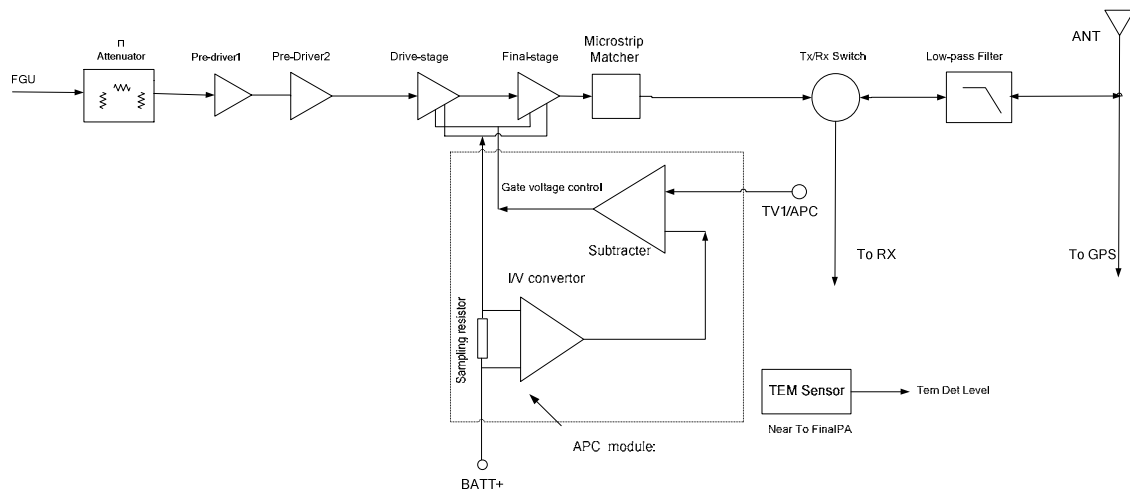 Π
Attenuator
Pre-driver1
Pre-Driver2
Drive-stage
Final-stage
Microstrip
Matcher
Tx/Rx Switch
Low-pass Filter
ANT
FGU
Gate voltage control
TV1/APC
Subtracter
To RX
To GPS
I/V convertor
Sampling resistor
TEM Sensor
Tem Det Level
Near To FinalPA
APC module:
BATT+